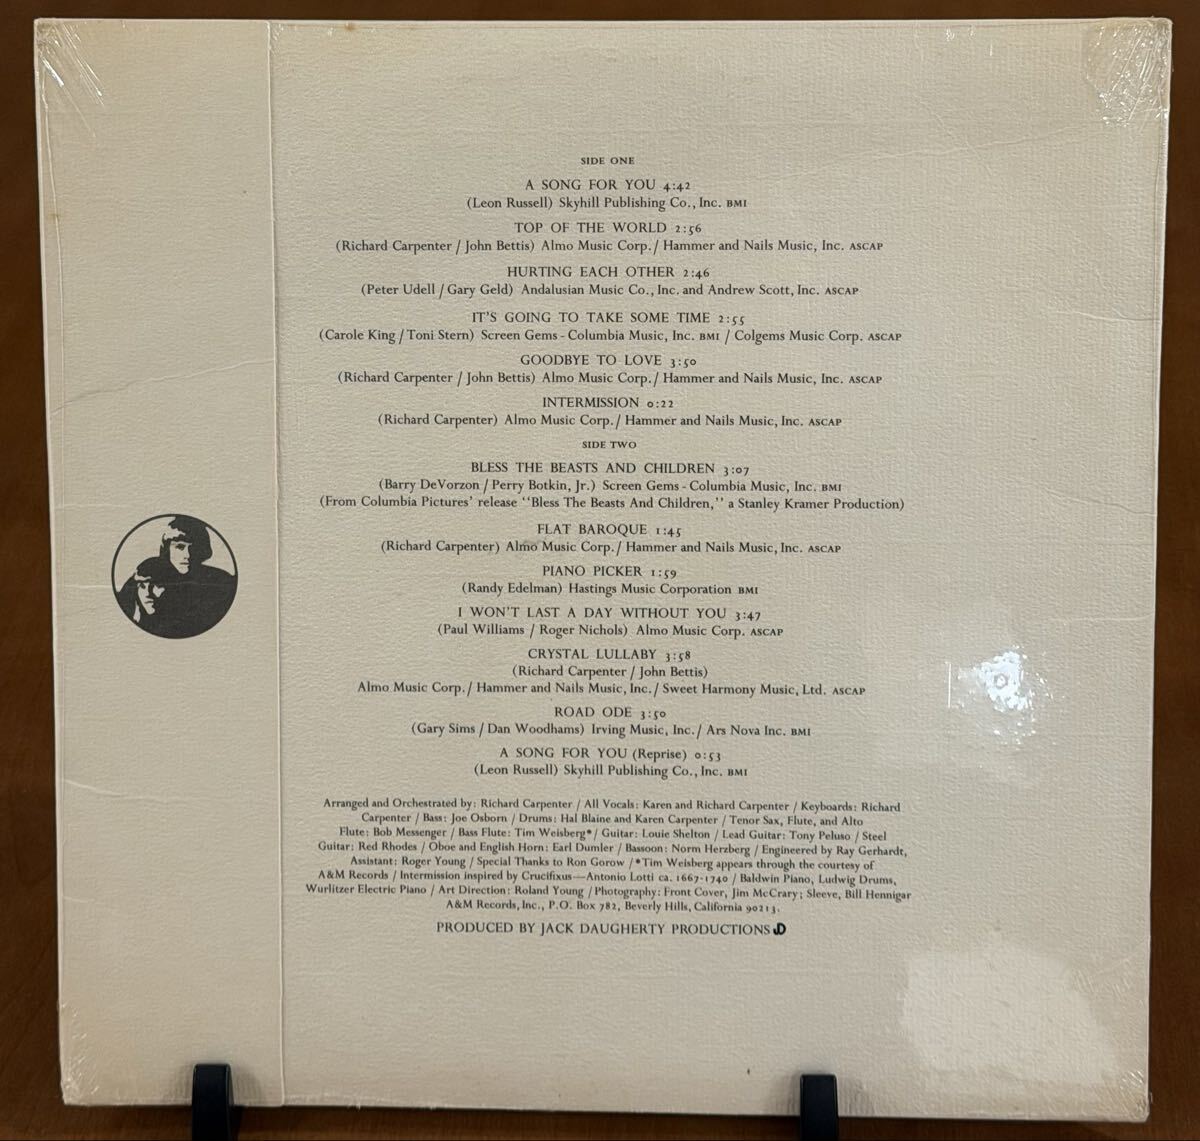 SIDE ONE
A SONG FOR YOU 4:42
(Leon Russell) Skyhill Publishing Co., Inc. BMI
TOP OF THE WORLD 2:56
(Richard Carpenter / John Bettis) Almo Music Corp. / Hammer and Nails Music, Inc. ASCAP
HURTING EACH OTHER 2:46
(Peter Udell / Gary Geld) Andalusian Music Co., Inc. and Andrew Scott, Inc. ASCAP
IT'S GOING TO TAKE SOME TIME 2:55
(Carole King / Toni Stern) Screen Gems - Columbia Music, Inc. BMI / Colgems Music Corp. ASCAP
GOODBYE TO LOVE 3:50
(Richard Carpenter / John Bettis) Almo Music Corp. / Hammer and Nails Music, Inc. ASCAP
INTERMISSION 0:22
(Richard Carpenter) Almo Music Corp. / Hammer and Nails Music, Inc. ASCAP
SIDE TWO
BLESS THE BEASTS AND CHILDREN 3:07
(Barry DeVorzon / Perry Botkin, Jr.) Screen Gems - Columbia Music, Inc. BMI
(From Columbia Pictures' release "Bless The Beasts And Children," a Stanley Kramer Production)
FLAT BAROQUE 1:45
(Richard Carpenter) Almo Music Corp. / Hammer and Nails Music, Inc. ASCAP
PIANO PICKER 1:59
(Randy Edelman) Hastings Music Corporation BMI
I WON'T LAST A DAY WITHOUT YOU 3:47
(Paul Williams / Roger Nichols) Almo Music Corp. ASCAP
CRYSTAL LULLABY 3:58
(Richard Carpenter / John Bettis)
Almo Music Corp. / Hammer and Nails Music, Inc. / Sweet Harmony Music, Ltd. ASCAP
ROAD ODE 3:50
(Gary Sims / Dan Woodhams) Irving Music, Inc. / Ars Nova Inc. BMI
A SONG FOR YOU (Reprise) 0:53
(Leon Russell) Skyhill Publishing Co., Inc. BMI
Arranged and Orchestrated by: Richard Carpenter / All Vocals: Karen and Richard Carpenter / Keyboards: Richard
Carpenter / Bass: Joe Osborn / Drums: Hal Blaine and Karen Carpenter / Tenor Sax, Flute, and Alto
Flute: Bob Messenger / Bass Flute: Tim Weisberg* / Guitar: Louie Shelton / Lead Guitar: Tony Peluso / Steel
Guitar: Red Rhodes / Oboe and English Horn: Earl Dumler / Bassoon: Norm Herzberg / Engineered by Ray Gerhardt,
Assistant: Roger Young / Special Thanks to Ron Gorow / *Tim Weisberg appears through the courtesy of
A&M Records / Intermission inspired by Crucifixus—Antonio Lotti ca. 1667-1740 / Baldwin Piano, Ludwig Drums,
Wurlitzer Electric Piano / Art Direction: Roland Young / Photography: Front Cover, Jim McCrary; Sleeve, Bill Hennigar
A&M Records, Inc., P.O. Box 782, Beverly Hills, California 90213.
PRODUCED BY JACK DAUGHERTY PRODUCTIONS JD